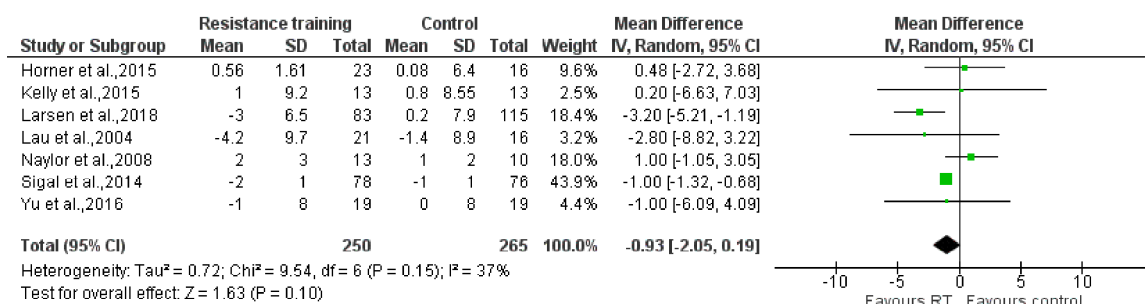 Resistance training Control Mean Difference Mean Difference
Study or Subgroup Mean SD Total Mean SD Total Weight IV, Random, 95% CI IV, Random, 95% CI
Horner et al.,2015 0.56 1.61 23 0.08 6.4 16 9.6% 0.48 [-2.72, 3.68]
Kelly et al.,2015 1 9.2 13 0.8 8.55 13 2.5% 0.20 [-6.63, 7.03]
Larsen et al.,2018 -3 6.5 83 0.2 7.9 115 18.4% -3.20 [-5.21, -1.19]
Lau et al.,2004 -4.2 9.7 21 -1.4 8.9 16 3.2% -2.80 [-8.82, 3.22]
Naylor et al.,2008 2 3 13 1 2 10 18.0% 1.00 [-1.05, 3.05]
Sigal et al.,2014 -2 1 78 -1 1 76 43.9% -1.00 [-1.32, -0.68]
Yu et al.,2016 -1 8 19 0 8 19 4.4% -1.00 [-6.09, 4.09]
Total (95% CI) 250 265 100.0% -0.93 [-2.05, 0.19]
Heterogeneity: Tau² = 0.72; Chi² = 9.54, df = 6 (P = 0.15); I² = 37%
Test for overall effect: Z = 1.63 (P = 0.10)
-10 -5 0 5 10
Favours RT Favours control